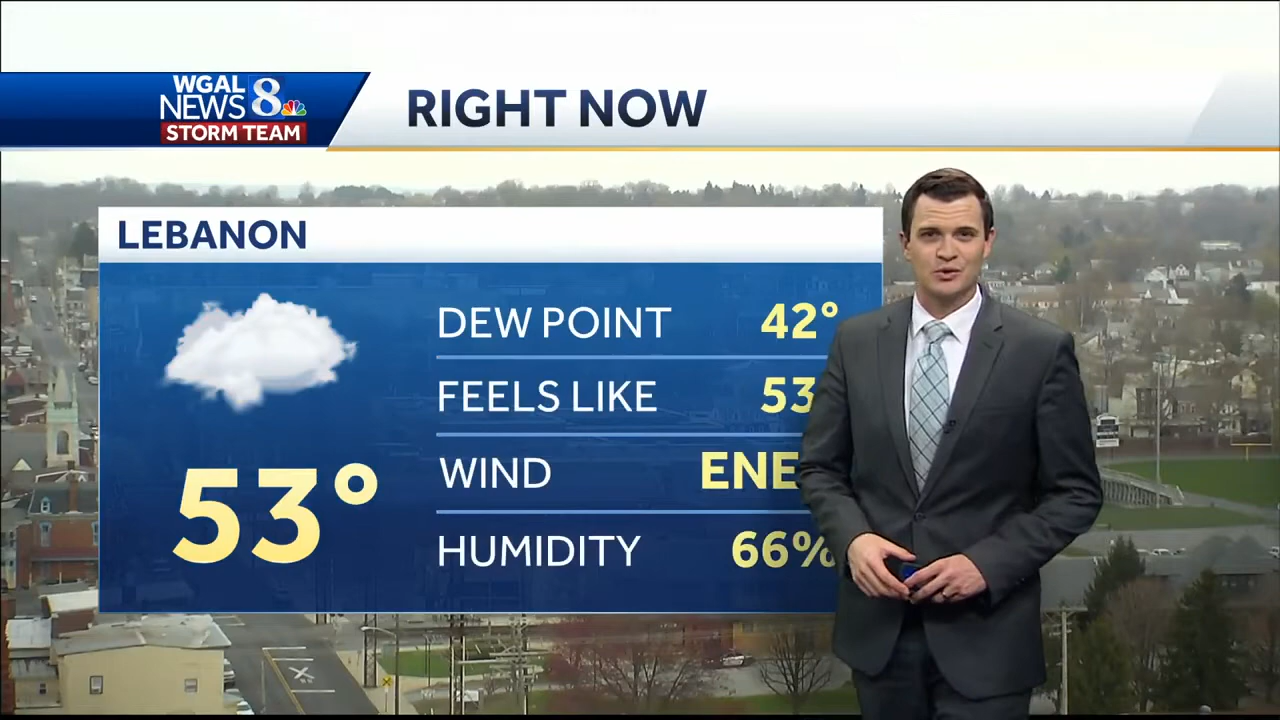 WGAL
NEWS 8
STORM TEAM
RIGHT NOW
LEBANON
53°
DEW POINT 42°
FEELS LIKE 53
WIND ENE
HUMIDITY 66%